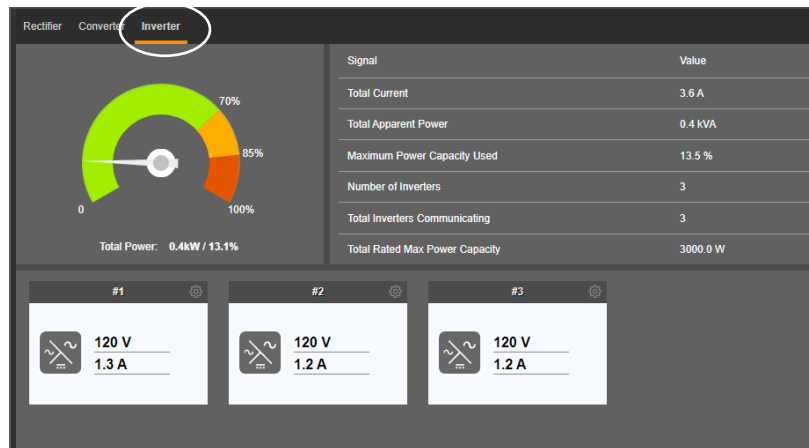 Rectifier Converter Inverter
70%
85%
0
100%
Total Power: 0.4kW / 13.1%
Signal Value
Total Current 3.6 A
Total Apparent Power 0.4 kVA
Maximum Power Capacity Used 13.5 %
Number of Inverters 3
Total Inverters Communicating 3
Total Rated Max Power Capacity 3000.0 W
#1
120 V
1.3 A
#2
120 V
1.2 A
#3
120 V
1.2 A